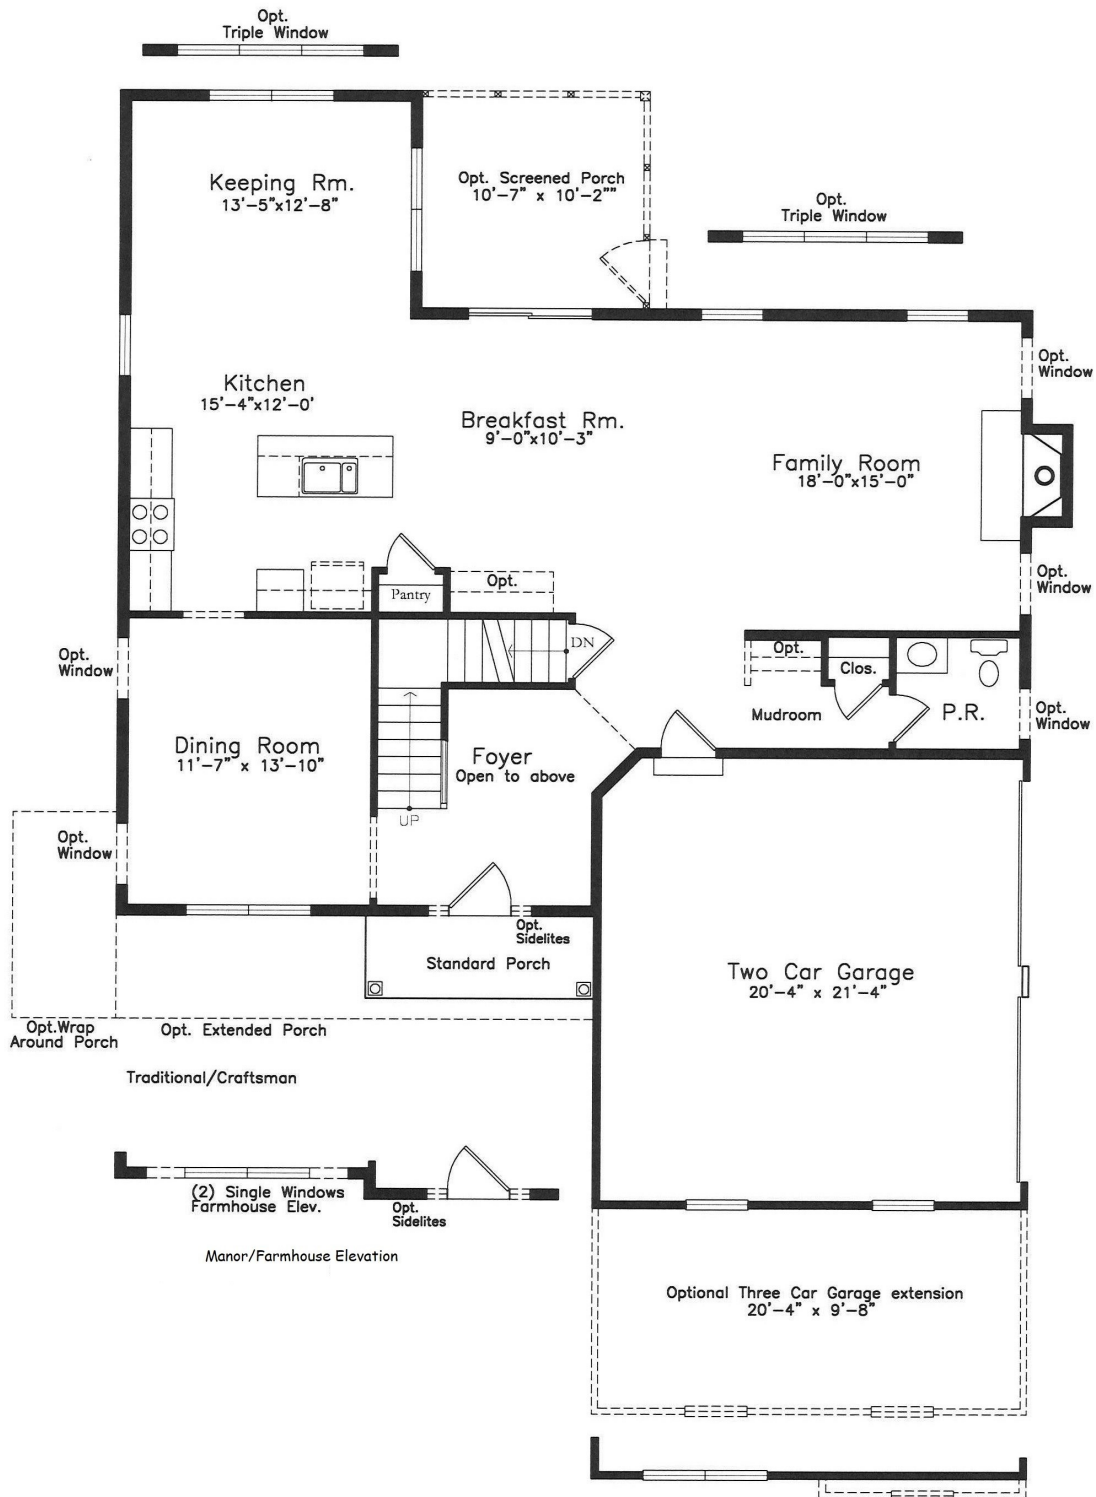 Opt.
Triple Window
Keeping Rm.
13'-5"x12'-8"
Opt. Screened Porch
10'-7" x 10'-2""
Opt.
Triple Window
Opt.
Window
Kitchen
15'-4"x12'-0'
Breakfast Rm.
9'-0"x10'-3"
Family Room
18'-0"x15'-0"
Opt.
Window
Pantry
Opt.
DN
Opt.
Clos.
Opt.
Window
Mudroom
P.R.
Opt.
Window
Dining Room
11'-7" x 13'-10"
Foyer
Open to above
UP
Opt.
Window
Opt.
Sidelites
Standard Porch
Two Car Garage
20'-4" x 21'-4"
Opt.Wrap
Around Porch
Opt. Extended Porch
Traditional/Craftsman
(2) Single Windows
Farmhouse Elev.
Opt.
Sidelites
Manor/Farmhouse Elevation
Optional Three Car Garage extension
20'-4" x 9'-8"